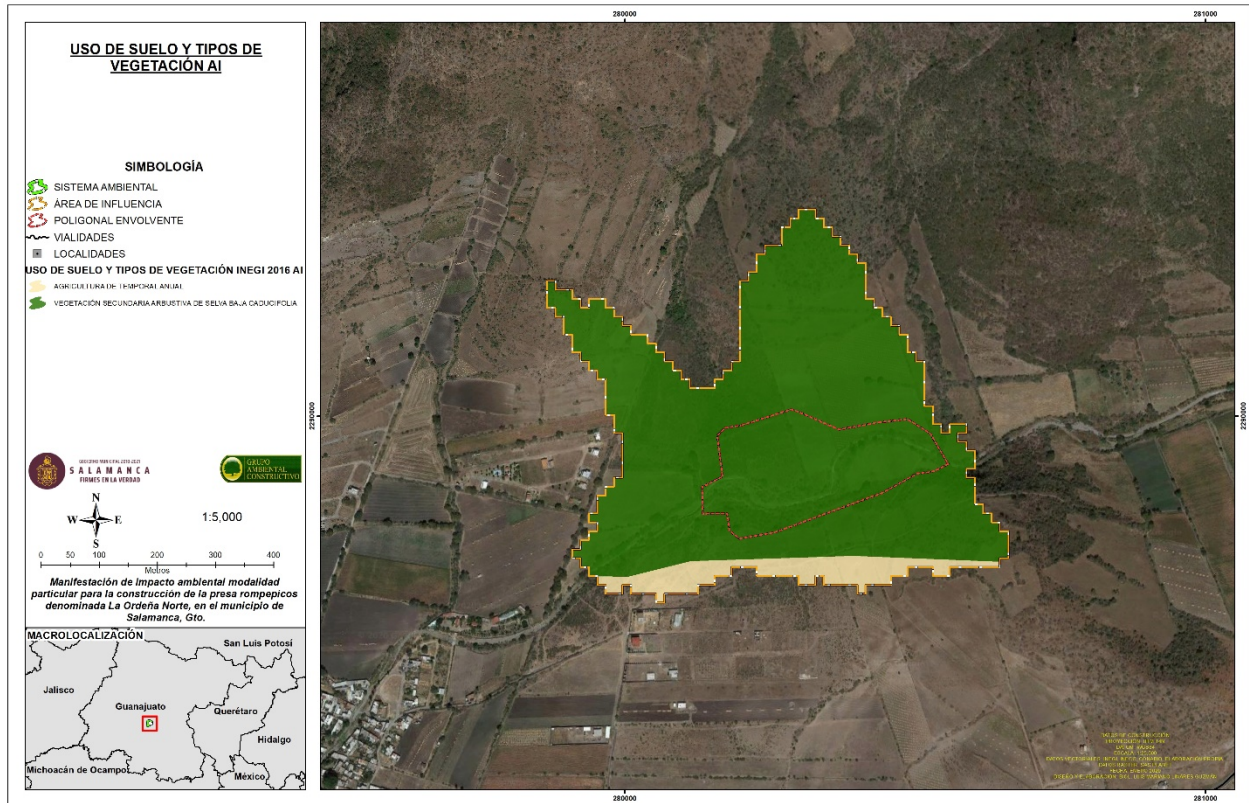 USO DE SUELO Y TIPOS DE
VEGETACIÓN AI
SIMBOLOGÍA
SISTEMA AMBIENTAL
ÁREA DE INFLUENCIA
POLIGONAL ENVOLVENTE
VIALIDADES
LOCALIDADES
USO DE SUELO Y TIPOS DE VEGETACIÓN INEGI 2016 AI
AGRICULTURA DE TEMPORAL ANUAL
VEGETACIÓN SECUNDARIA ARBUSTIVA DE SELVA BAJA CADUCIFOLIA
SALAMANCA
FIRMES EN LA VERDAD
GRUPO
AMBIENTAL
CONSTRUCTIVO
N
W E
S
1:5,000
0 50 100 200 300 400
Metros
Manifestación de impacto ambiental modalidad
particular para la construcción de la presa rompepicos
denominada La Ordeña Norte, en el municipio de
Salamanca, Gto.
MACROLOCALIZACIÓN
San Luis Potosí
Jalisco
Guanajuato
Querétaro
Hidalgo
Michoacán de Ocampo
México
280000 281000
2290000 2290000
280000 281000